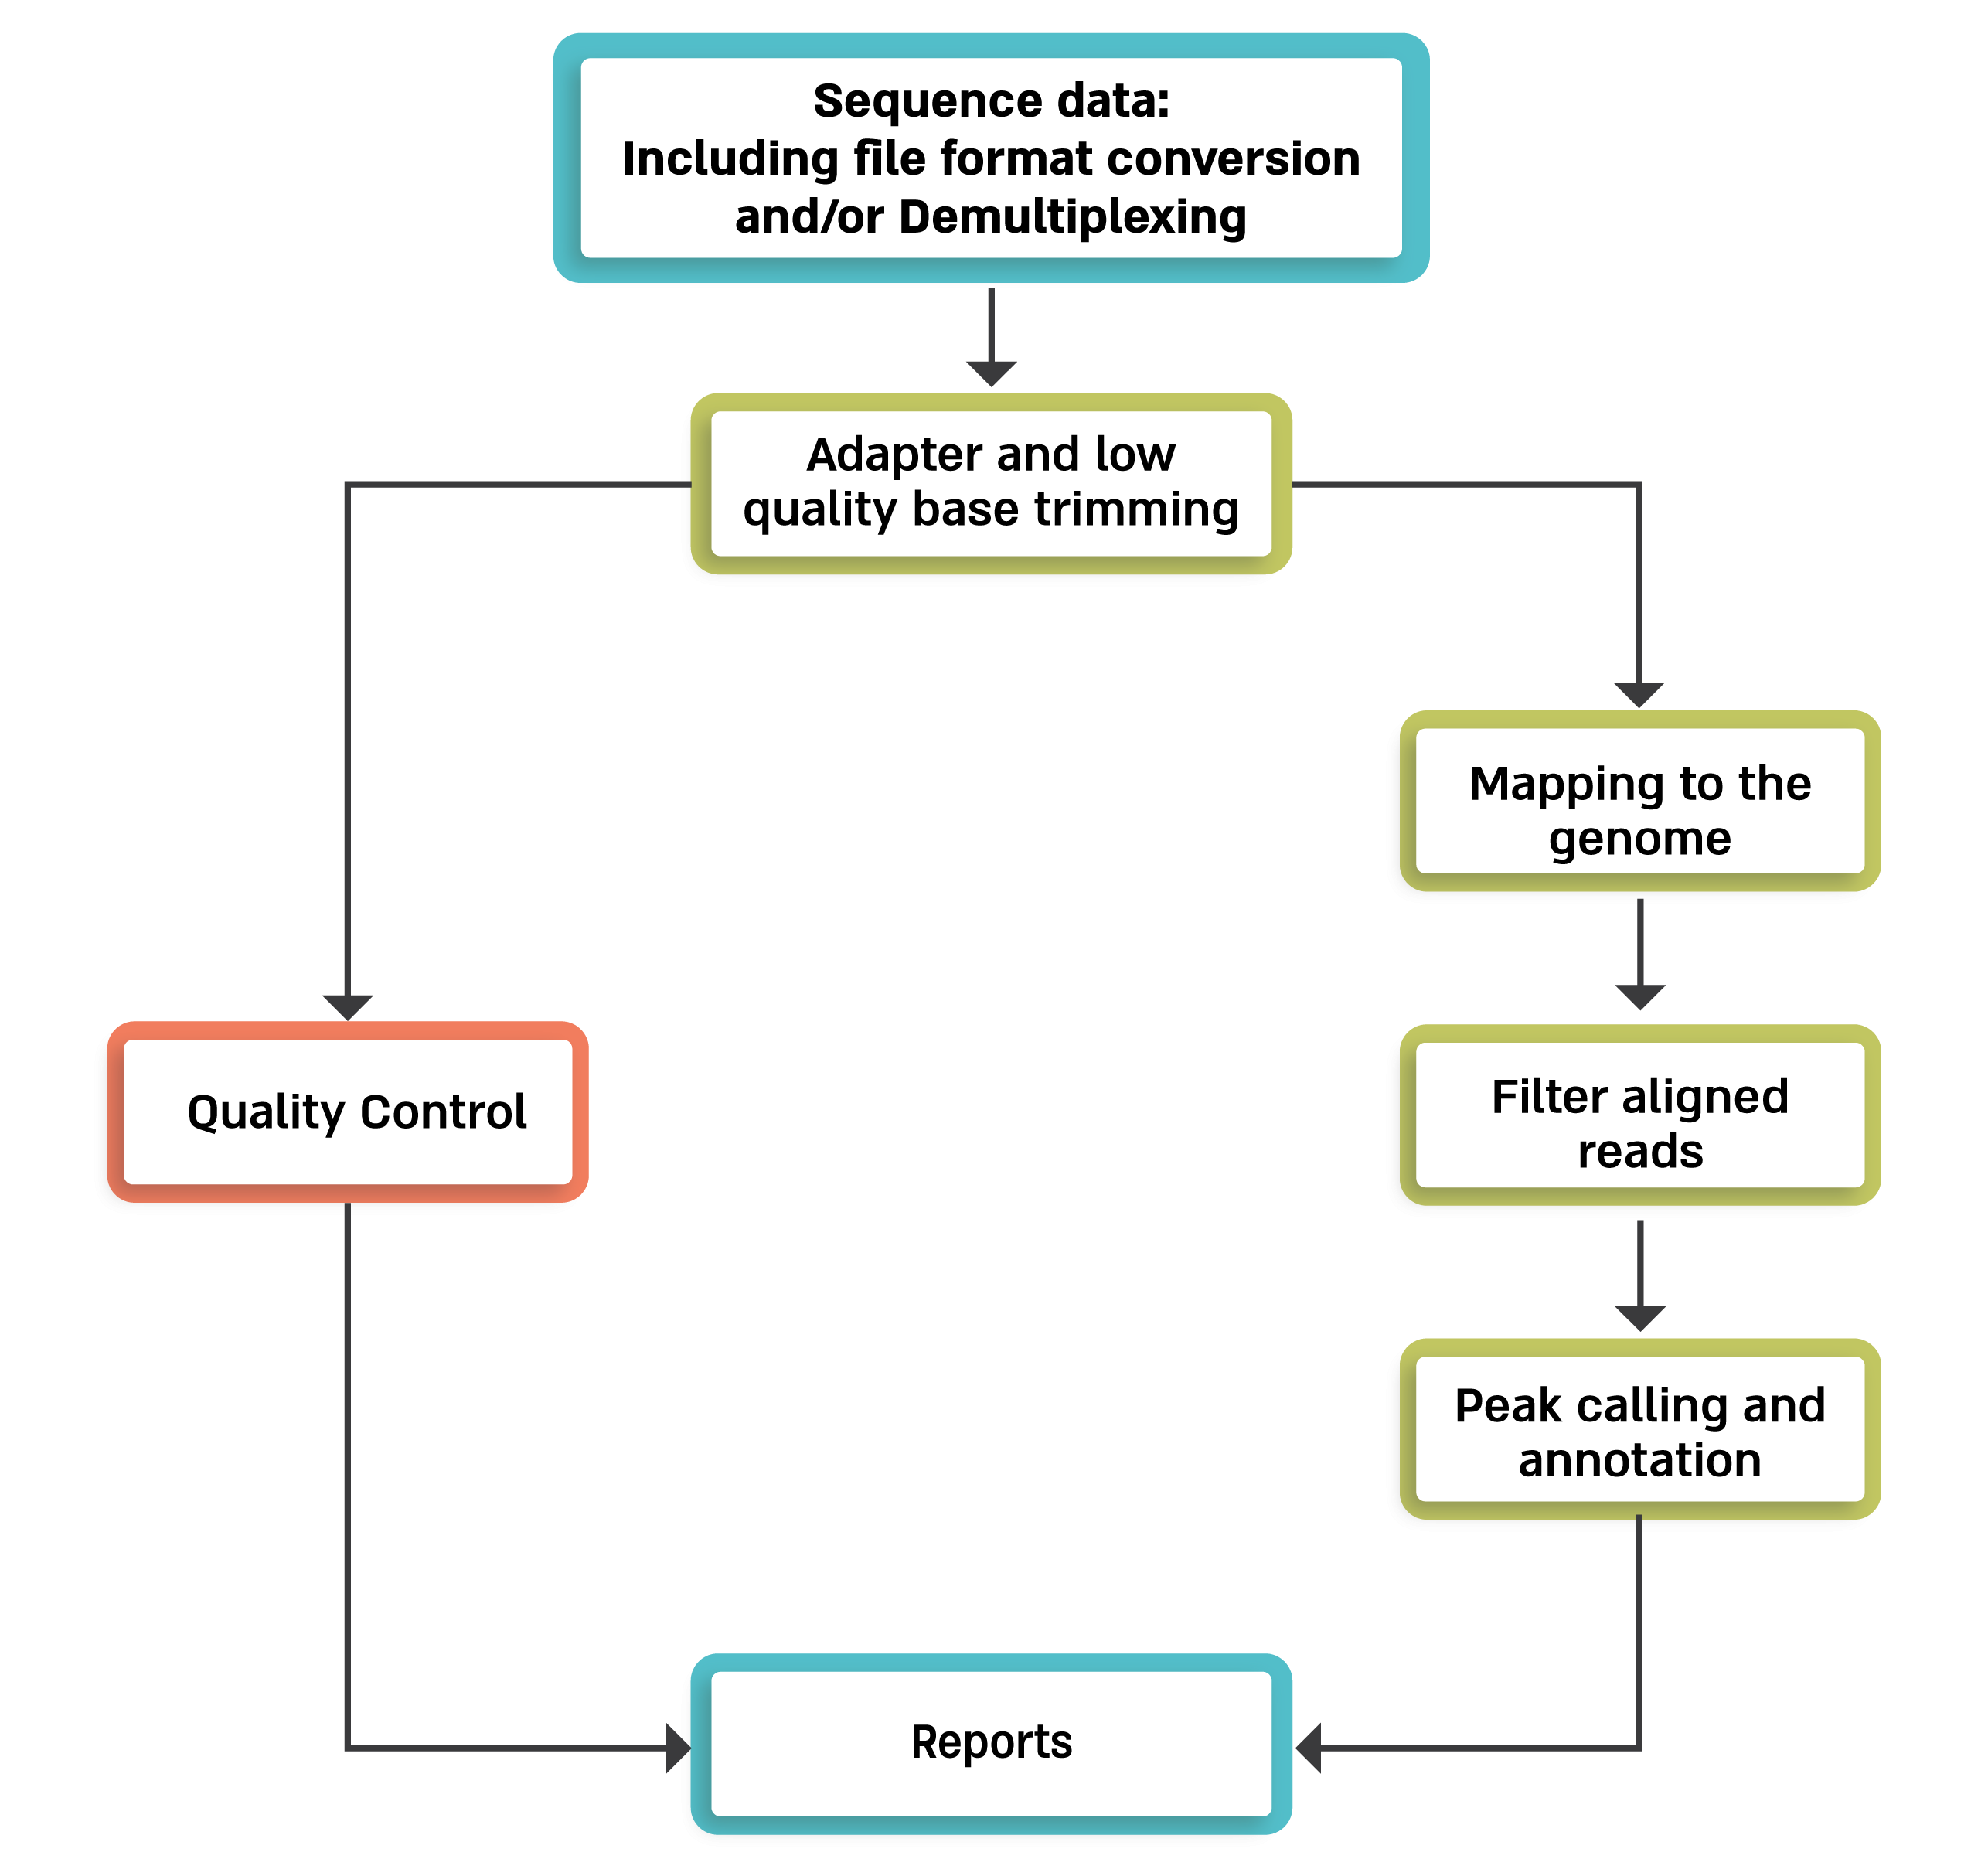 Sequence data:
Including file format conversion
and/or Demultiplexing
Adapter and low
quality base trimming
Mapping to the
genome
Quality Control
Filter aligned
reads
Peak calling and
annotation
Reports